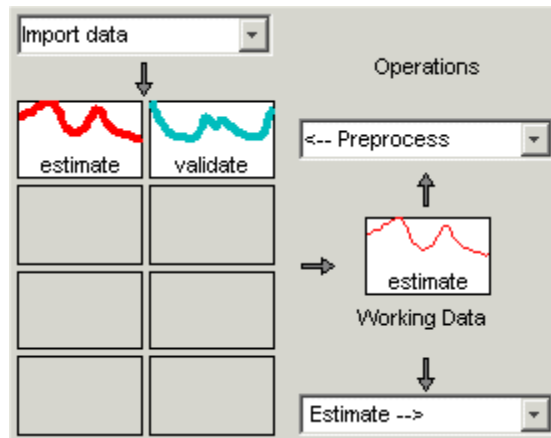 Import data
Operations
estimate
validate
<-- Preprocess
estimate
Working Data
Estimate -->